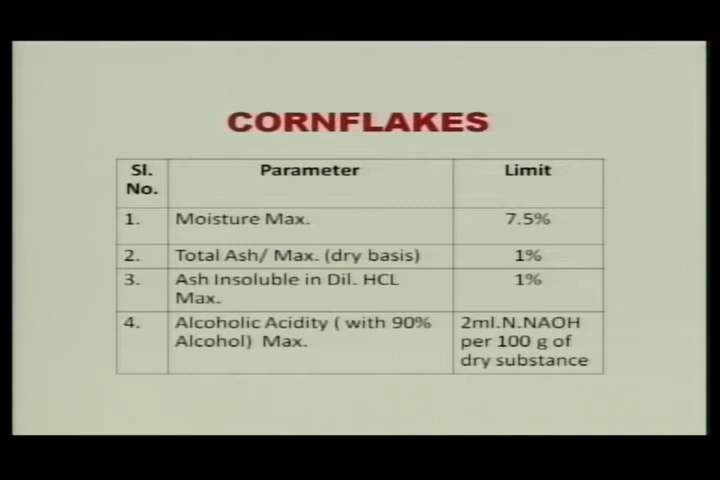 CORNFLAKES
Sl. No. Parameter Limit
1. Moisture Max. 7.5%
2. Total Ash/ Max. (dry basis) 1%
3. Ash Insoluble in Dil. HCL 1%
Max.
4. Alcoholic Acidity ( with 90% 2ml.N.NAOH
Alcohol) Max. per 100 g of
dry substance